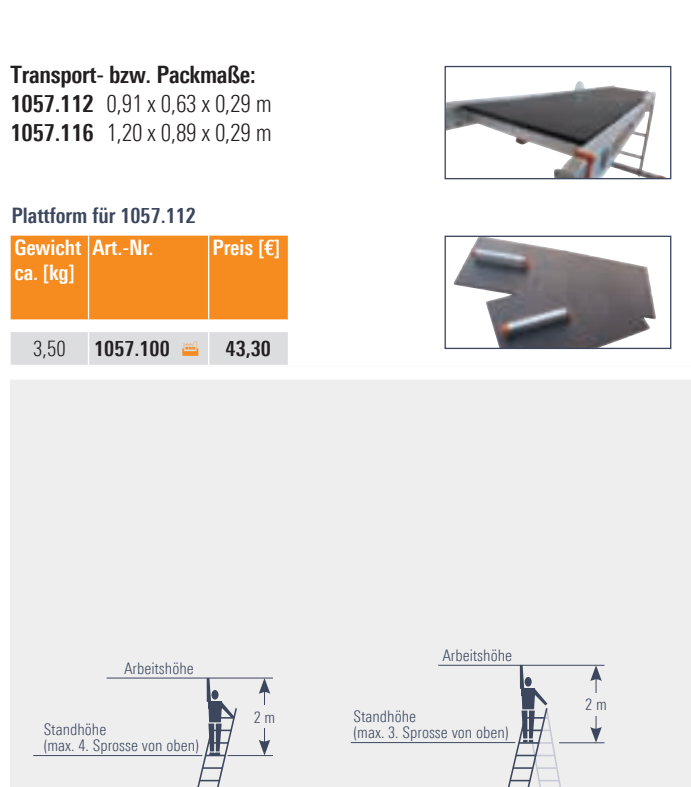 Transport- bzw. Packmaße:
1057.112 0,91 x 0,63 x 0,29 m
1057.116 1,20 x 0,89 x 0,29 m
Plattform für 1057.112
Gewicht ca. [kg] Art.-Nr. Preis [€]
3,50 1057.100 43,30
Arbeitshöhe
2 m
Standhöhe
(max. 4. Sprosse von oben)
Arbeitshöhe
2 m
Standhöhe
(max. 3. Sprosse von oben)